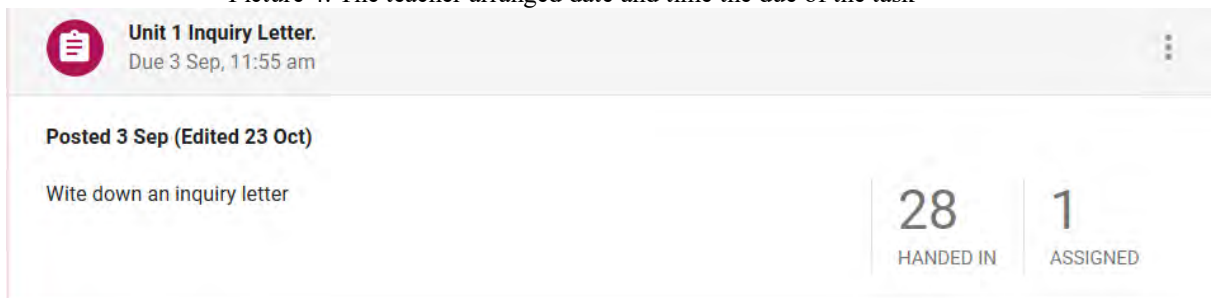 Picture 4. The teacher arranged date and time the due of the task
Unit 1 Inquiry Letter.
Due 3 Sep, 11:55 am
Posted 3 Sep (Edited 23 Oct)
Wite down an inquiry letter
28
HANDED IN
1
ASSIGNED